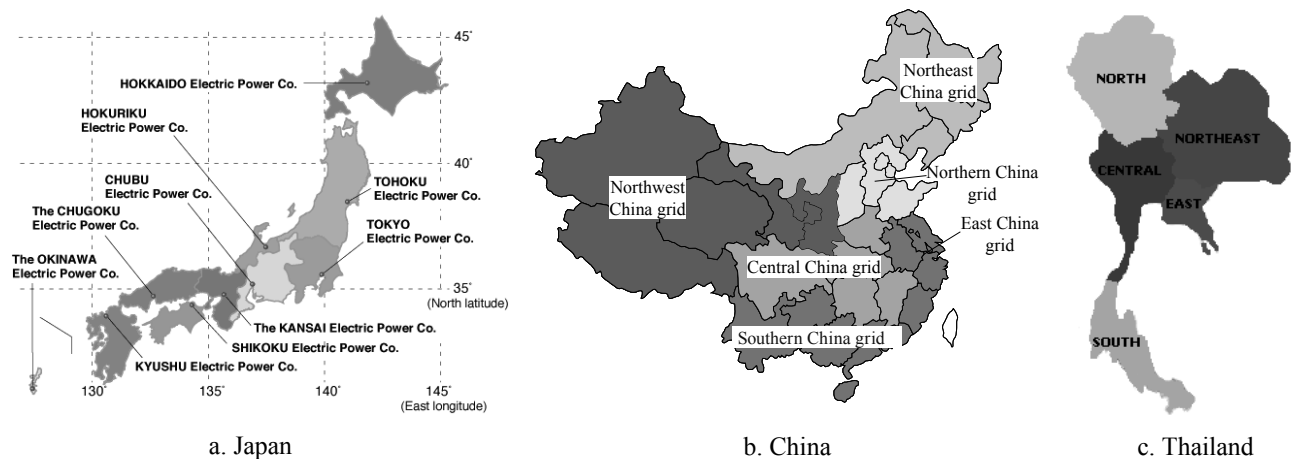 45°
HOKKAIDO Electric Power Co.
HOKURIKU
Electric Power Co.
40°
CHUBU
Electric Power Co.
TOHOKU
Electric Power Co.
The CHUGOKU
Electric Power Co.
TOKYO
Electric Power Co.
The OKINAWA
Electric Power Co.
35°
(North latitude)
The KANSAI Electric Power Co.
SHIKOKU Electric Power Co.
KYUSHU Electric Power Co.
130°
135°
140°
145°
(East longitude)
a. Japan
Northeast
China grid
Northern China
grid
Northwest
China grid
East China
grid
Central China grid
Southern China grid
b. China
NORTH
NORTHEAST
CENTRAL
EAST
SOUTH
c. Thailand